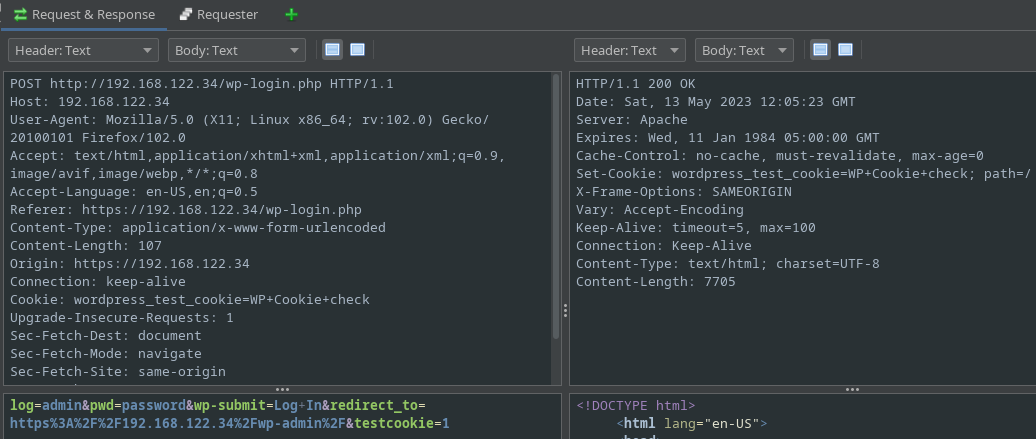 Request & Response
Requester
Header: Text
Body: Text
Header: Text
Body: Text
POST http://192.168.122.34/wp-login.php HTTP/1.1
Host: 192.168.122.34
User-Agent: Mozilla/5.0 (X11; Linux x86_64; rv:102.0) Gecko/
20100101 Firefox/102.0
Accept: text/html,application/xhtml+xml,application/xml;q=0.9,
image/avif,image/webp,*/*;q=0.8
Accept-Language: en-US,en;q=0.5
Referer: https://192.168.122.34/wp-login.php
Content-Type: application/x-www-form-urlencoded
Content-Length: 107
Origin: https://192.168.122.34
Connection: keep-alive
Cookie: wordpress_test_cookie=WP+Cookie+check
Upgrade-Insecure-Requests: 1
Sec-Fetch-Dest: document
Sec-Fetch-Mode: navigate
Sec-Fetch-Site: same-origin
log=admin&pwd=password&wp-submit=Log+In&redirect_to=
https%3A%2F%2F192.168.122.34%2Fwp-admin%2F&testcookie=1
HTTP/1.1 200 OK
Date: Sat, 13 May 2023 12:05:23 GMT
Server: Apache
Expires: Wed, 11 Jan 1984 05:00:00 GMT
Cache-Control: no-cache, must-revalidate, max-age=0
Set-Cookie: wordpress_test_cookie=WP+Cookie+check; path=/
X-Frame-Options: SAMEORIGIN
Vary: Accept-Encoding
Keep-Alive: timeout=5, max=100
Connection: Keep-Alive
Content-Type: text/html; charset=UTF-8
Content-Length: 7705
<!DOCTYPE html>
<html lang="en-US">